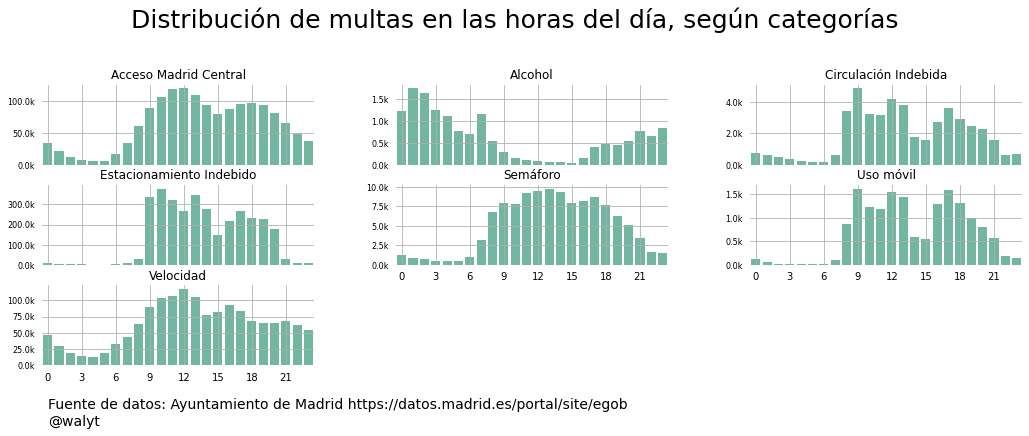 Distribución de multas en las horas del día, según categorías
Acceso Madrid Central
Alcohol
Circulación Indebida
100.0k
50.0k
0.0k
1.5k
1.0k
0.5k
0.0k
4.0k
2.0k
0.0k
Estacionamiento Indebido
Semáforo
Uso móvil
300.0k
200.0k
100.0k
0.0k
10.0k
7.5k
5.0k
2.5k
0.0k
0 3 6 9 12 15 18 21
1.5k
1.0k
0.5k
0.0k
0 3 6 9 12 15 18 21
Velocidad
100.0k
75.0k
50.0k
25.0k
0.0k
0 3 6 9 12 15 18 21
Fuente de datos: Ayuntamiento de Madrid https://datos.madrid.es/portal/site/egob
@walyt